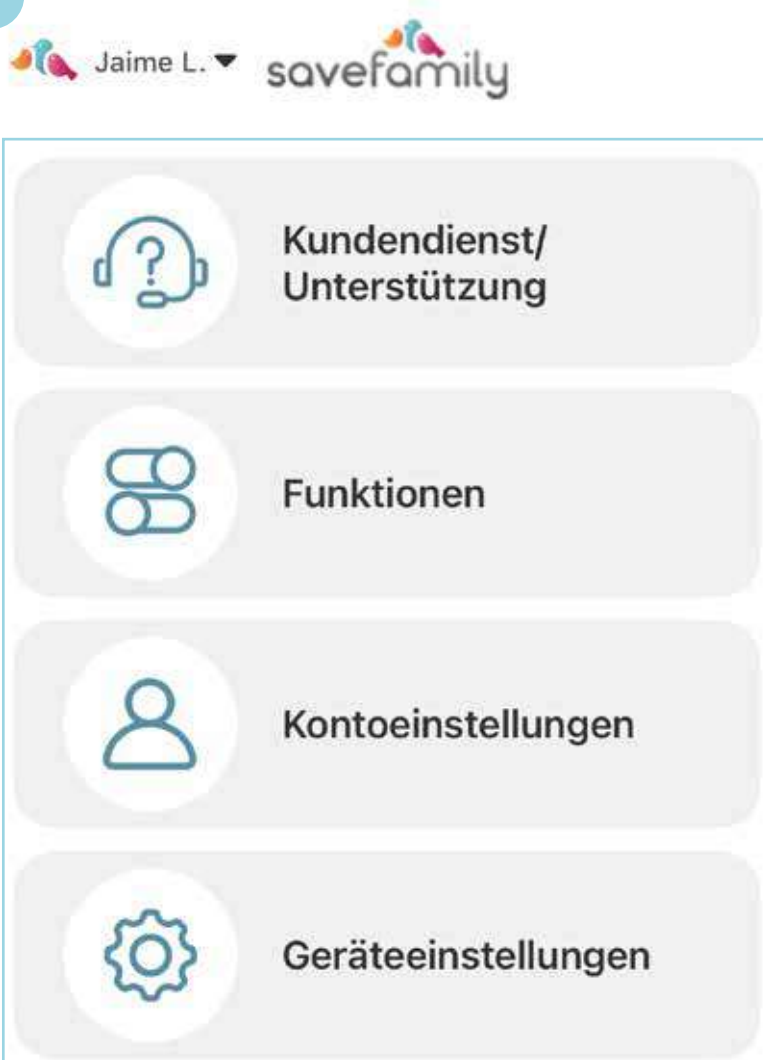 Jaime L.
savefamily
Kundendienst/
Unterstützung
Funktionen
Kontoeinstellungen
Geräteeinstellungen